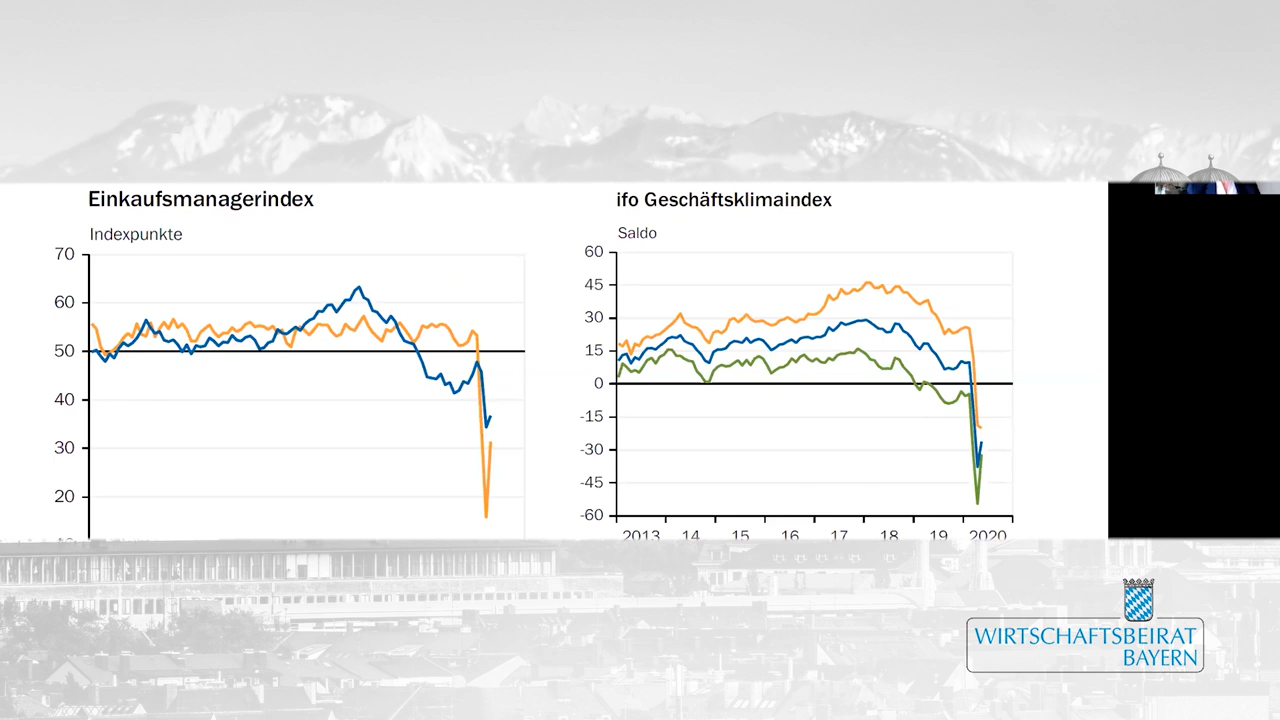 Einkaufsmanagerindex
Indexpunkte
70
60
50
40
30
20
ifo Geschäftsklimaindex
Saldo
60
45
30
15
0
-15
-30
-45
-60
2013 14 15 16 17 18 19 2020
WIRTSCHAFTSBEIRAT
BAYERN